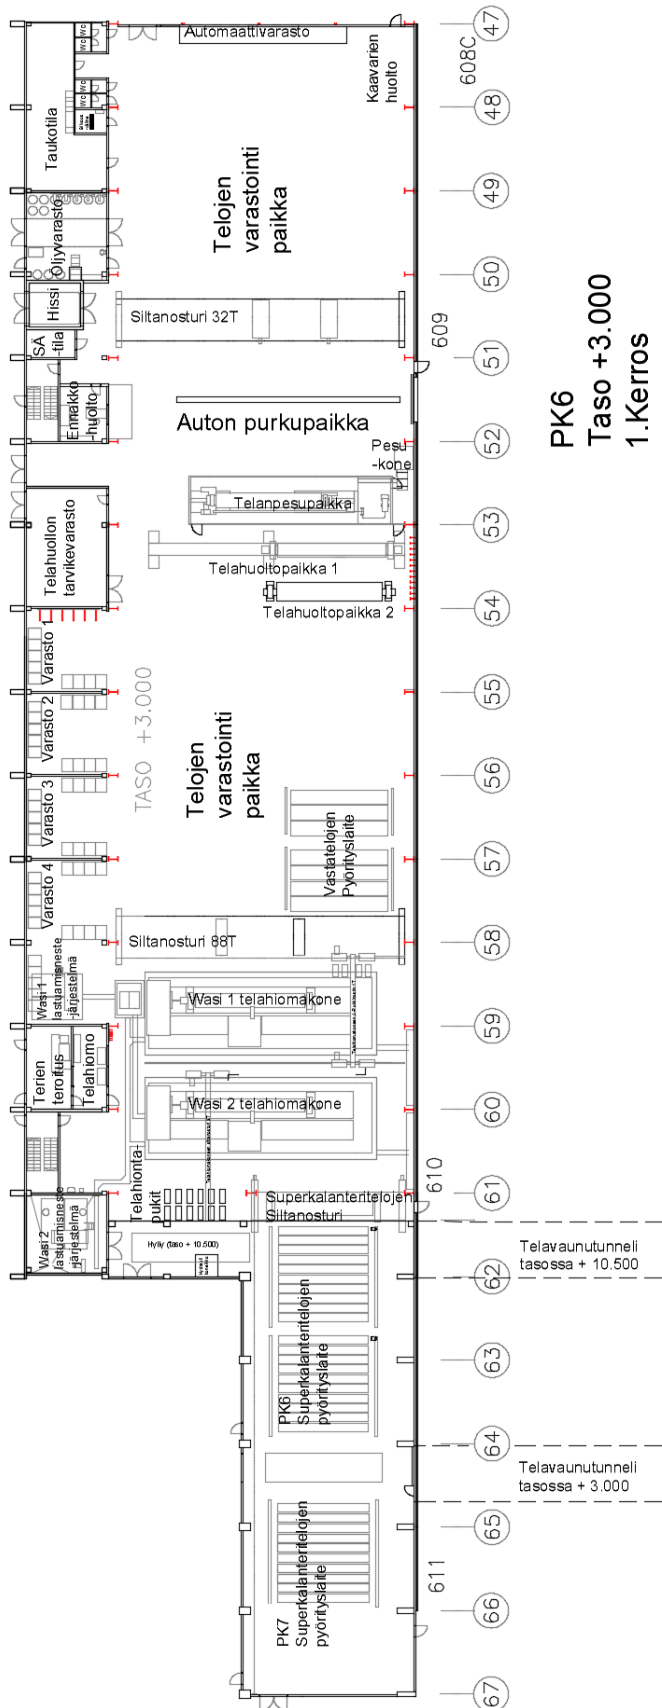 Automaattivarasto
47
608C
WC
WC
Kaavarien
huolto
48
Taukotila
WC
WC
49
Telojen
varastointi
paikka
Öljyvarasto
50
Hissi
Siltanosturi 32T
609
SÄ
-tila
51
PK6
Taso +3.000
1.Kerros
Ennakko
-huolto
Auton purkupaikka
52
Pesu
-kone
Telanpesupaikka
53
Telahuollon
tarvikevarasto
Telahuoltopaikka 1
Telahuoltopaikka 2
54
Varasto 1
TASO +3.000
55
Varasto 2
Telojen
varastointi
paikka
56
Varasto 3
Vastatelojen
Pyörityslaite
57
Varasto 4
Siltanosturi 88T
58
Wasi 1
lastuamisneste
järjestelmä
Wasi 1 telahiomakone
59
Terien
teroitus
Telahiomo
Wasi 2 telahiomakone
60
Telahionta-
pukit
610
61
Superkalanteritelojen
Siltanosturi
Wasi 2
lastuamisneste
järjestelmä
Hylly (taso + 10.500)
Telavaunutunneli
tasossa + 10.500
62
63
PK6
Superkalanteritelojen
pyörityslaite
64
Telavaunutunneli
tasossa + 3.000
65
611
66
PK7
Superkalanteritelojen
pyörityslaite
67